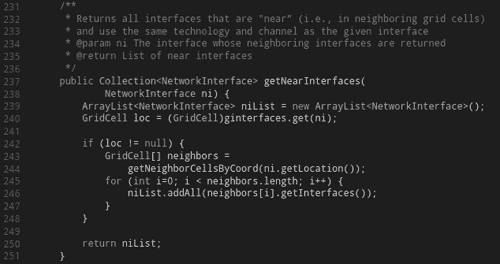 231 /**
232 * Returns all interfaces that are "near" (i.e., in neighboring grid cells)
233 * and use the same technology and channel as the given interface
234 * @param ni The interface whose neighboring interfaces are returned
235 * @return List of near interfaces
236 */
237 public Collection<NetworkInterface> getNearInterfaces(
238 NetworkInterface ni) {
239 ArrayList<NetworkInterface> niList = new ArrayList<NetworkInterface>();
240 GridCell loc = (GridCell)ginterfaces.get(ni);
241
242 if (loc != null) {
243 GridCell[] neighbors =
244 getNeighborCellsByCoord(ni.getLocation());
245 for (int i=0; i < neighbors.length; i++) {
246 niList.addAll(neighbors[i].getInterfaces());
247 }
248 }
249
250 return niList;
251 }